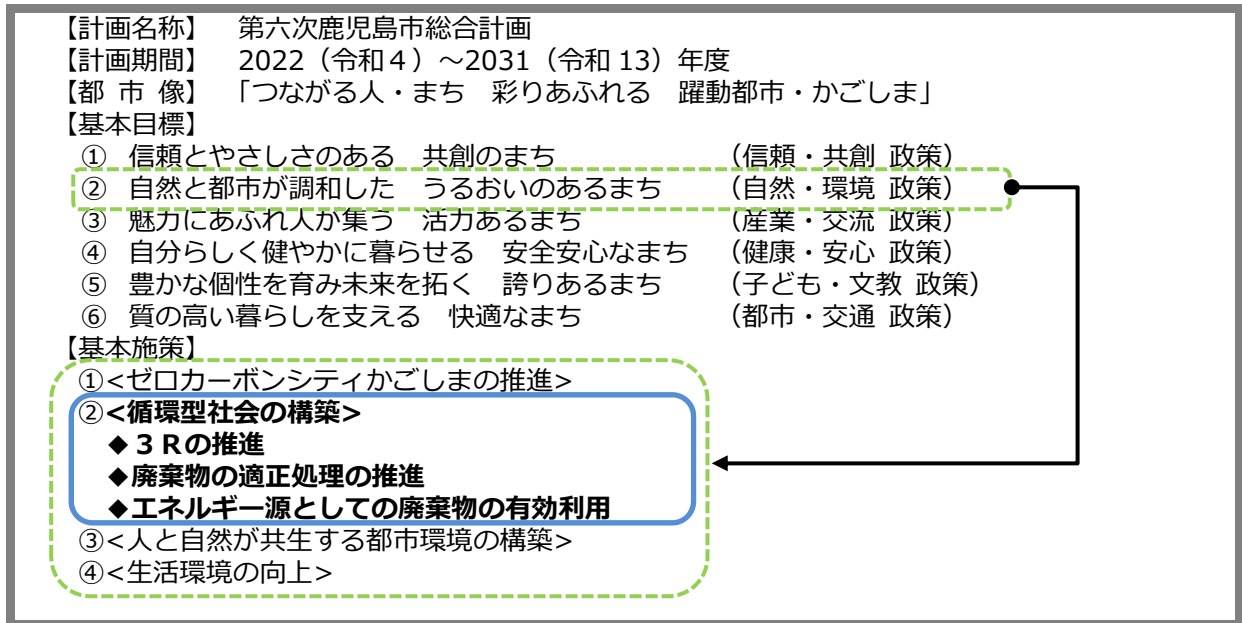 【計画名称】　第六次鹿児島市総合計画
【計画期間】　2022（令和４）～2031（令和 13）年度
【都 市 像】　「つながる人・まち　彩りあふれる　躍動都市・かごしま」
【基本目標】
①　信頼とやさしさのある　共創のまち　（信頼・共創 政策）
②　自然と都市が調和した　うるおいのあるまち　（自然・環境 政策）
③　魅力にあふれ人が集う　活力あるまち　（産業・交流 政策）
④　自分らしく健やかに暮らせる　安全安心なまち　（健康・安心 政策）
⑤　豊かな個性を育み未来を拓く　誇りあるまち　（子ども・文教 政策）
⑥　質の高い暮らしを支える　快適なまち　（都市・交通 政策）
【基本施策】
①<ゼロカーボンシティかごしまの推進>
②<循環型社会の構築>
◆３Ｒの推進
◆廃棄物の適正処理の推進
◆エネルギー源としての廃棄物の有効利用
③<人と自然が共生する都市環境の構築>
④<生活環境の向上>